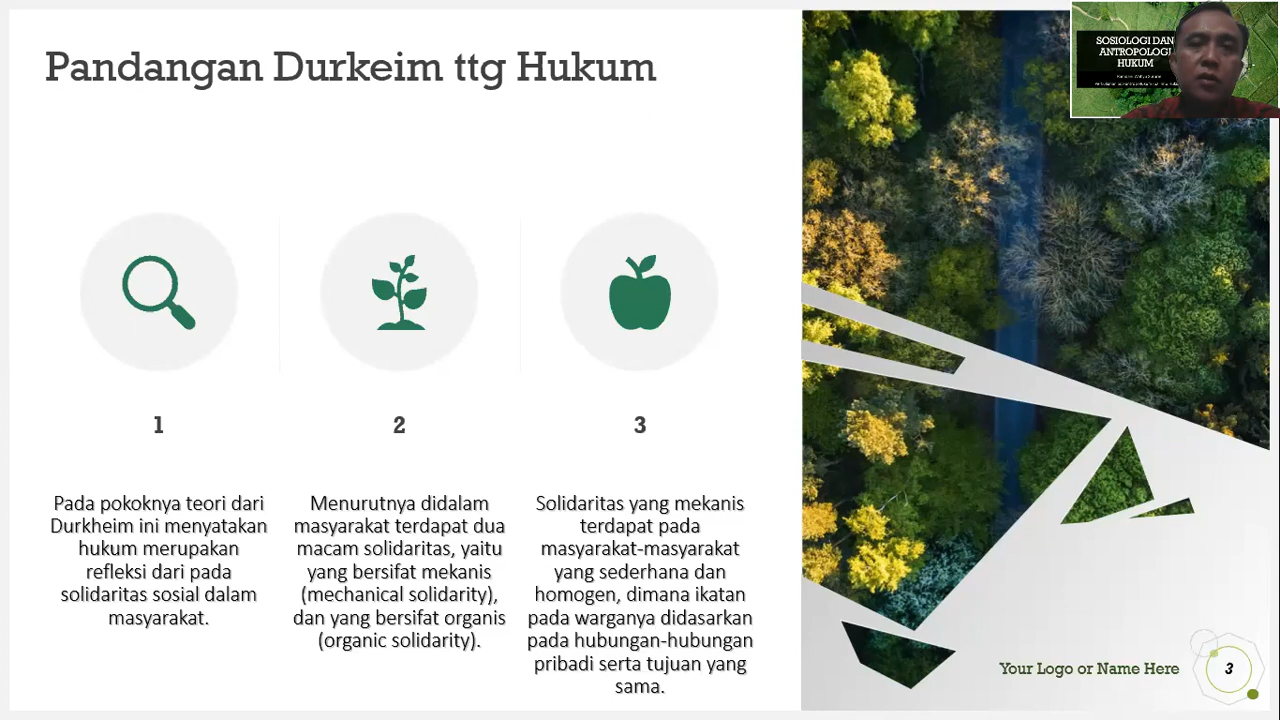 Pandangan Durkeim ttg Hukum
SOSIOLOGI DAN
ANTROPOLOGI
HUKUM
1
Pada pokoknya teori dari
Durkheim ini menyatakan
hukum merupakan
refleksi dari pada
solidaritas sosial dalam
masyarakat.
2
Menurutnya didalam
masyarakat terdapat dua
macam solidaritas, yaitu
yang bersifat mekanis
(mechanical solidarity),
dan yang bersifat organis
(organic solidarity).
3
Solidaritas yang mekanis
terdapat pada
masyarakat-masyarakat
yang sederhana dan
homogen, dimana ikatan
pada warganya didasarkan
pada hubungan-hubungan
pribadi serta tujuan yang
sama.
Your Logo or Name Here
3